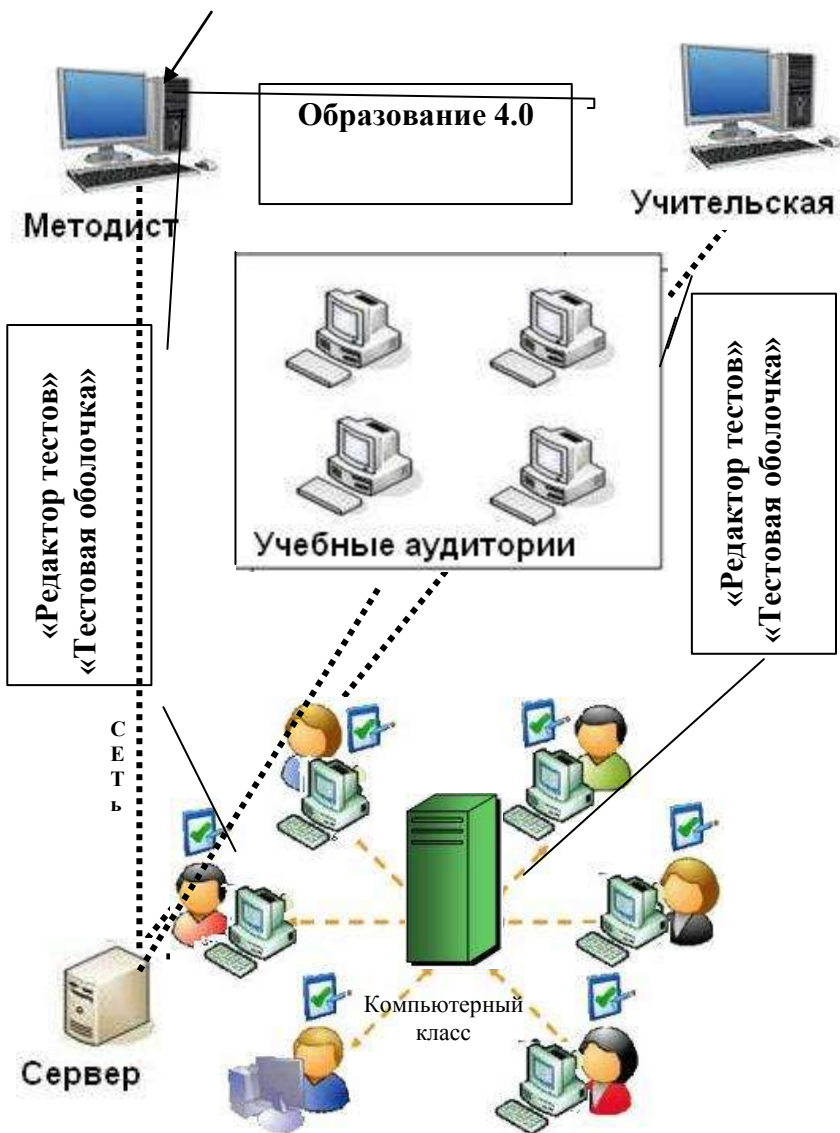 Образование 4.0
Методист
Учительская
«Редактор тестов»
«Тестовая оболочка»
Учебные аудитории
«Редактор тестов»
«Тестовая оболочка»
С
Е
Т
Ь
Компьютерный
класс
Сервер